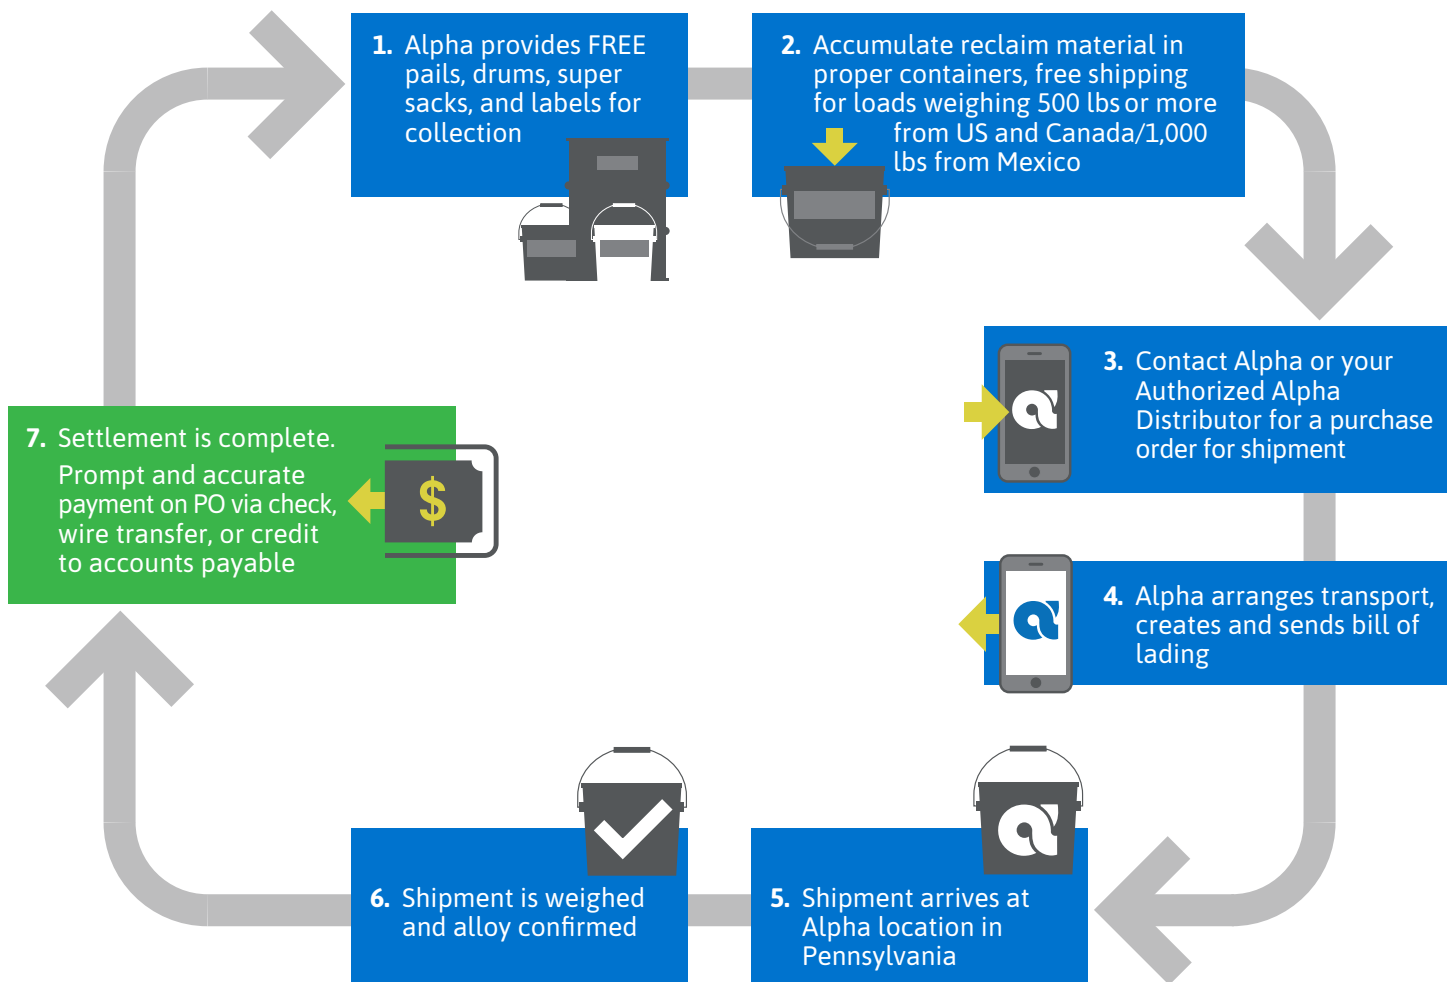 1. Alpha provides FREE
pails, drums, super
sacks, and labels for
collection
2. Accumulate reclaim material in
proper containers, free shipping
for loads weighing 500 lbs or more
from US and Canada/1,000
lbs from Mexico
3. Contact Alpha or your
Authorized Alpha
Distributor for a purchase
order for shipment
4. Alpha arranges transport,
creates and sends bill of
lading
5. Shipment arrives at
Alpha location in
Pennsylvania
6. Shipment is weighed
and alloy confirmed
7. Settlement is complete.
Prompt and accurate
payment on PO via check,
wire transfer, or credit
to accounts payable
$